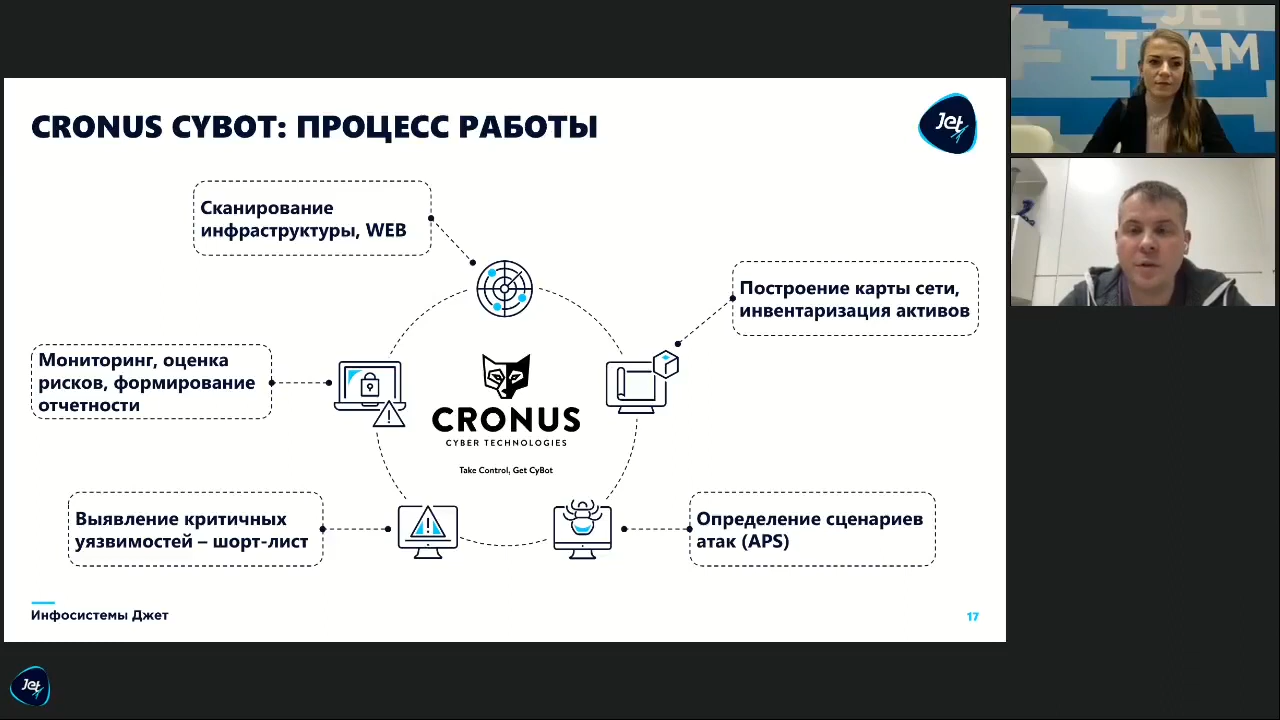 CRONUS CYBOT: ПРОЦЕСС РАБОТЫ
Jet
Сканирование
инфраструктуры, WEB
Построение карты сети,
инвентаризация активов
Мониторинг, оценка
рисков, формирование
отчетности
CRONUS
CYBER TECHNOLOGIES
Take Control, Get CyBot
Выявление критичных
уязвимостей – шорт-лист
Определение сценариев
атак (APS)
Инфосистемы Джет
17
Jet
JET
TEAM